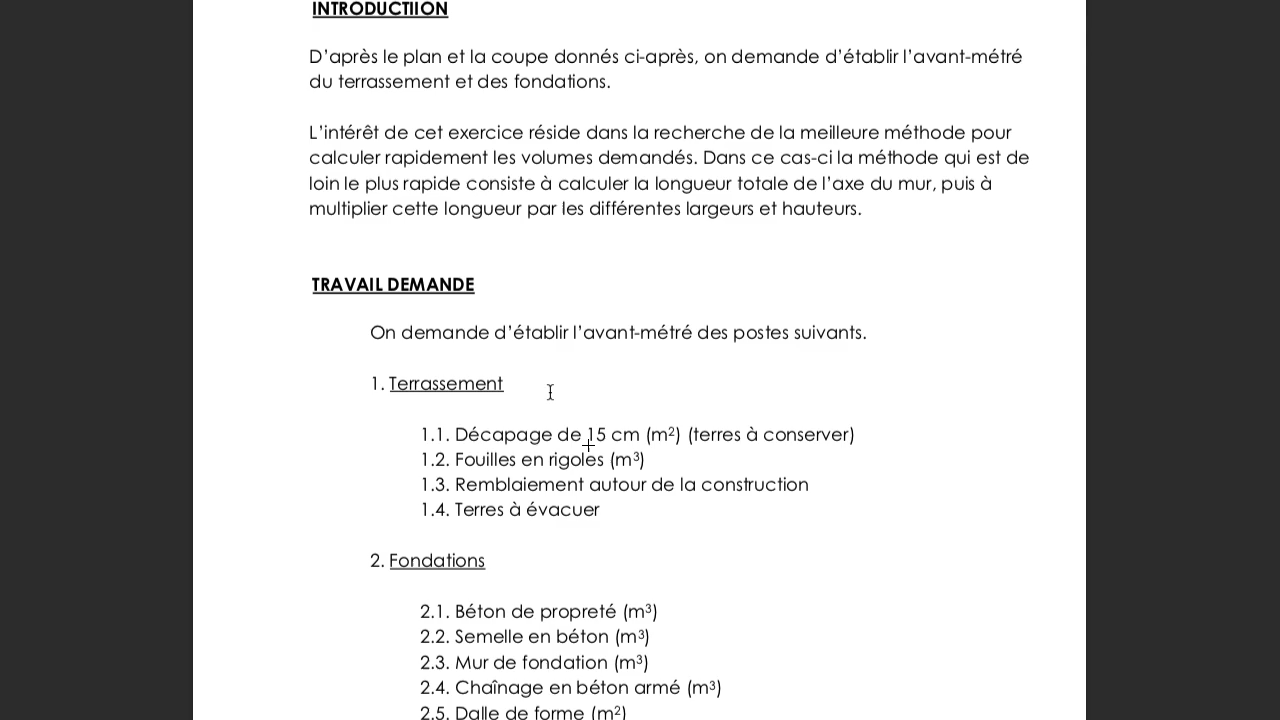 INTRODUCTIION
D'après le plan et la coupe donnés ci-après, on demande d'établir l'avant-métré
du terrassement et des fondations.
L'intérêt de cet exercice réside dans la recherche de la meilleure méthode pour
calculer rapidement les volumes demandés. Dans ce cas-ci la méthode qui est de
loin le plus rapide consiste à calculer la longueur totale de l'axe du mur, puis à
multiplier cette longueur par les différentes largeurs et hauteurs.
TRAVAIL DEMANDE
On demande d'établir l'avant-métré des postes suivants.
1. Terrassement
1.1. Décapage de 15 cm (m²) (terres à conserver)
1.2. Fouilles en rigoles (m³)
1.3. Remblaiement autour de la construction
1.4. Terres à évacuer
2. Fondations
2.1. Béton de propreté (m³)
2.2. Semelle en béton (m³)
2.3. Mur de fondation (m³)
2.4. Chaînage en béton armé (m³)
2.5. Dalle de forme (m²)